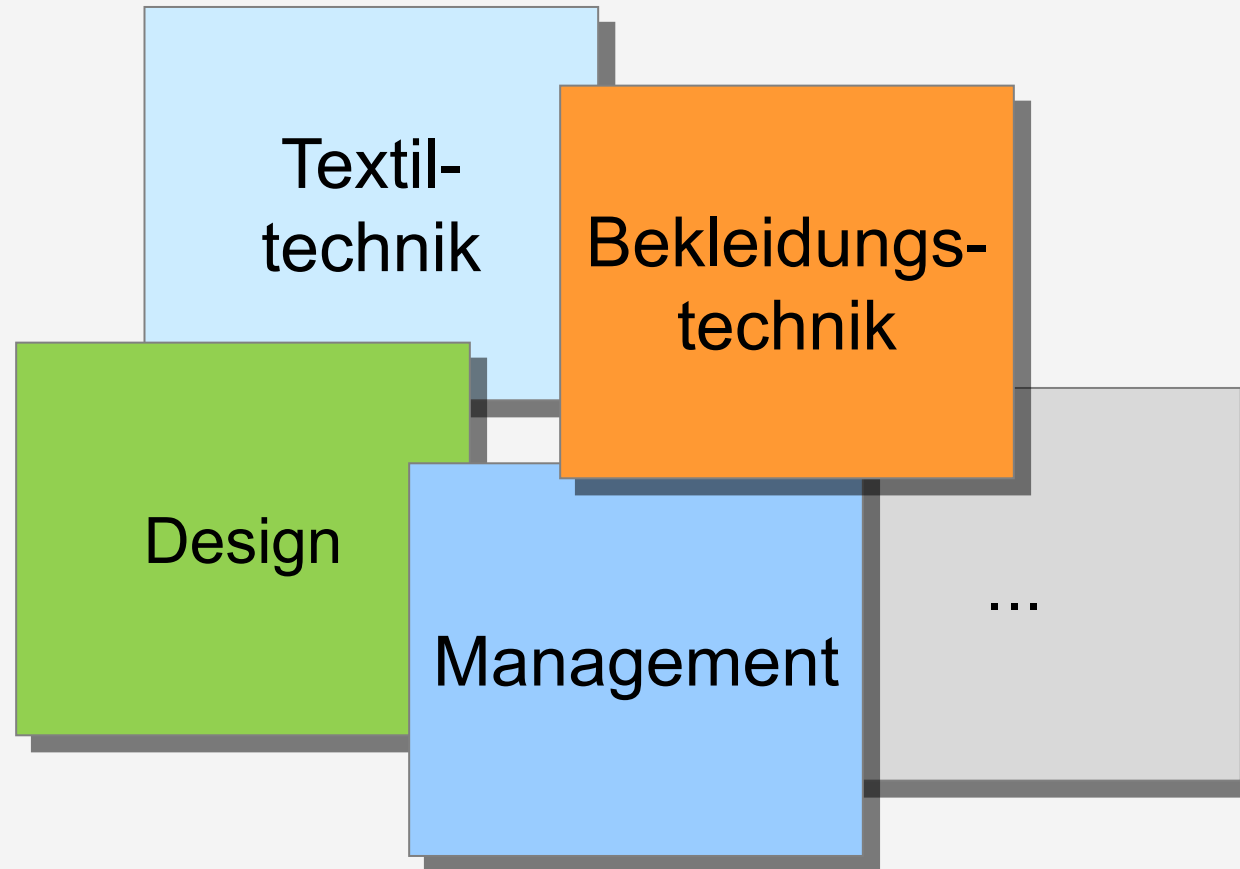 Textil-
technik
Bekleidungs-
technik
Design
Management
...